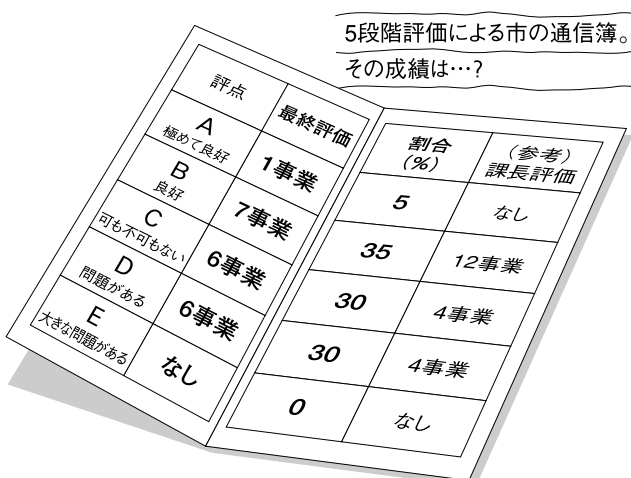 5段階評価による市の通信簿。
その成績は…?
評点 最終評価 割合(%) (参考)課長評価
A 極めて良好 1事業 5 なし
B 良好 7事業 35 12事業
C 可も不可もない 6事業 30 4事業
D 問題がある 6事業 30 4事業
E 大きな問題がある なし 0 なし